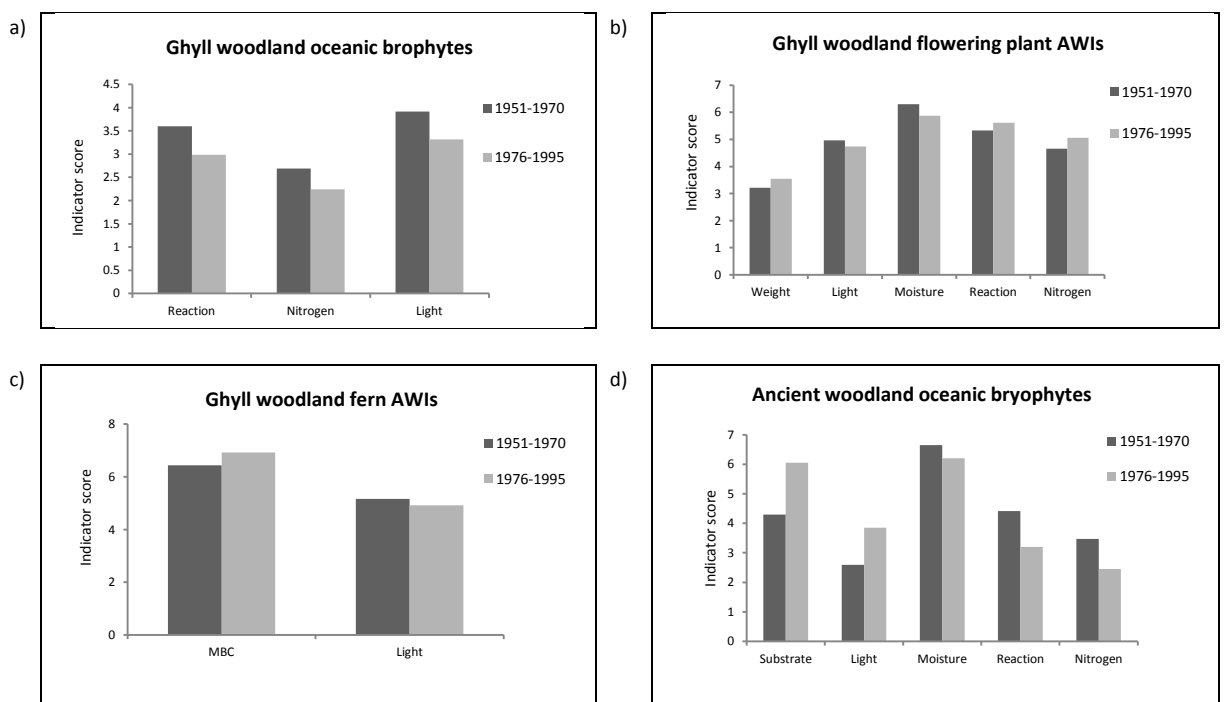 a)
Ghyll woodland oceanic brophytes
Indicator score
4.5
4
3.5
3
2.5
2
1.5
1
0.5
0
Reaction Nitrogen Light
1951-1970
1976-1995
b)
Ghyll woodland flowering plant AWIs
Indicator score
7
6
5
4
3
2
1
0
Weight Light Moisture Reaction Nitrogen
1951-1970
1976-1995
c)
Ghyll woodland fern AWIs
Indicator score
8
6
4
2
0
MBC Light
1951-1970
1976-1995
d)
Ancient woodland oceanic bryophytes
Indicator score
7
6
5
4
3
2
1
0
Substrate Light Moisture Reaction Nitrogen
1951-1970
1976-1995